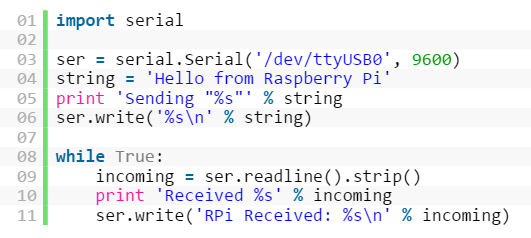 01 import serial
02
03 ser = serial.Serial('/dev/ttyUSB0', 9600)
04 string = 'Hello from Raspberry Pi'
05 print 'Sending "%s"' % string
06 ser.write('%s\n' % string)
07
08 while True:
09     incoming = ser.readline().strip()
10     print 'Received %s' % incoming
11     ser.write('RPi Received: %s\n' % incoming)